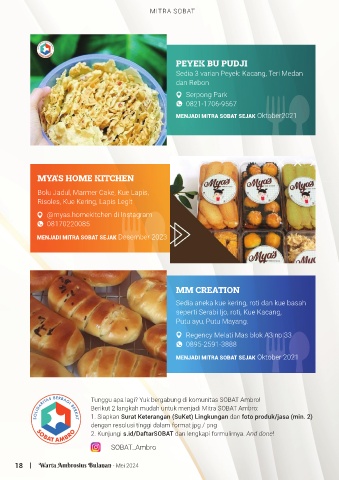 MITRA SOBAT
PEYEK BU PUDJI
Sedia 3 varian Peyek: Kacang, Teri Medan
dan Rebon
Serpong Park
0821-1706-9567
MENJADI MITRA SOBAT SEJAK Oktober2021
MYA'S HOME KITCHEN
Bolu Jadul, Marmer Cake, Kue Lapis,
Risoles, Kue Kering, Lapis Legit
@myas.homekitchen di Instagram
08170220085
MENJADI MITRA SOBAT SEJAK Desember 2023
Mya's
Mya's
Mya's
Mya's
MM CREATION
Sedia aneka kue kering, roti dan kue basah
seperti Serabi Ijo, roti, Kue Kacang,
Putu ayu, Putu Mayang.
Regency Melati Mas blok A3 no 33
0895-2591-3888
MENJADI MITRA SOBAT SEJAK Oktober 2021
SOLIDARITAS BERBAGI BERKAT
SOBAT AMBRO
Tunggu apa lagi? Yuk bergabung di komunitas SOBAT Ambro!
Berikut 2 langkah mudah untuk menjadi Mitra SOBAT Ambro:
1. Siapkan Surat Keterangan (SuKet) Lingkungan dan foto produk/jasa (min. 2)
dengan resolusi tinggi dalam format jpg / png
2. Kunjungi s.id/DaftarSOBAT dan lengkapi formulirnya. And done!
SOBAT_Ambro
18 | Warta Ambrosius Bulanan - Mei 2024